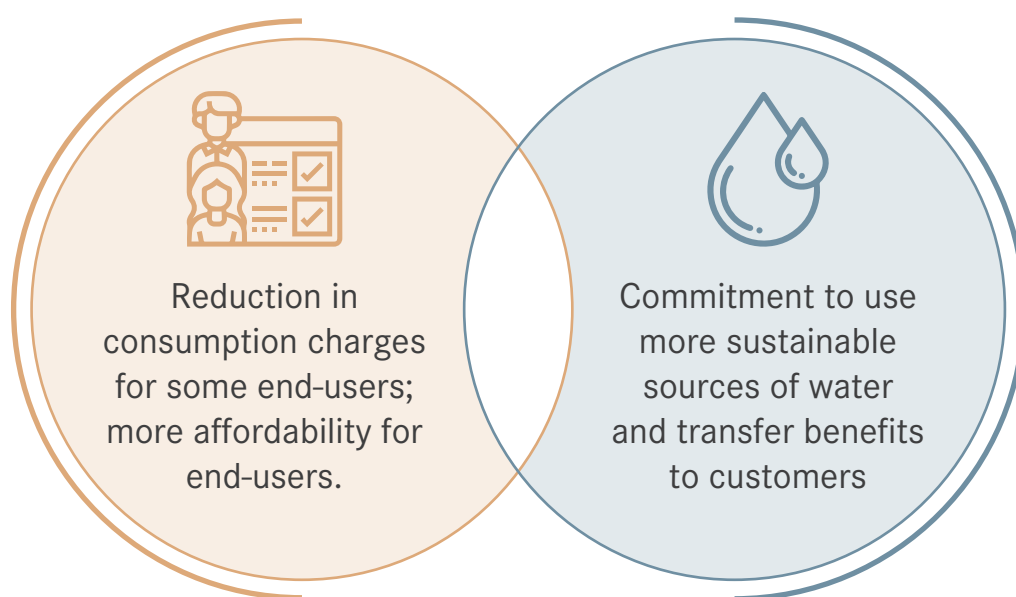 Reduction in
consumption charges
for some end-users;
more affordability for
end-users.
Commitment to use
more sustainable
sources of water
and transfer benefits
to customers